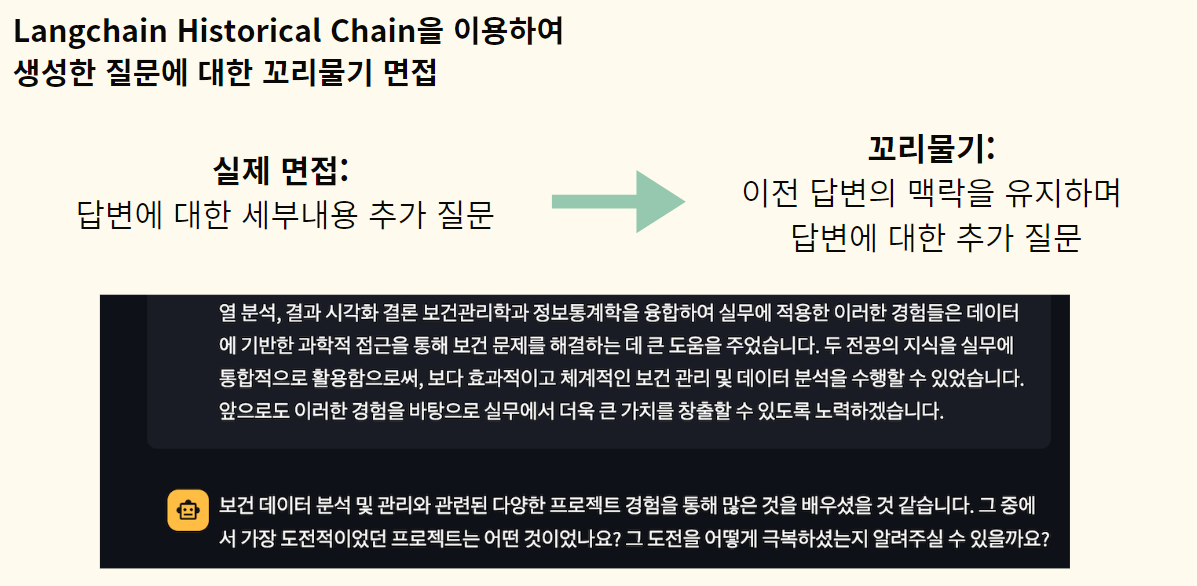 Langchain Historical Chain을 이용하여
생성한 질문에 대한 꼬리물기 면접
실제 면접:
답변에 대한 세부내용 추가 질문
꼬리물기:
이전 답변의 맥락을 유지하며
답변에 대한 추가 질문
열 분석, 결과 시각화 결론 보건관리학과 정보통계학을 융합하여 실무에 적용한 이러한 경험들은 데이터
에 기반한 과학적 접근을 통해 보건 문제를 해결하는 데 큰 도움을 주었습니다. 두 전공의 지식을 실무에
통합적으로 활용함으로써, 보다 효과적이고 체계적인 보건 관리 및 데이터 분석을 수행할 수 있었습니다.
앞으로도 이러한 경험을 바탕으로 실무에서 더욱 큰 가치를 창출할 수 있도록 노력하겠습니다.
보건 데이터 분석 및 관리와 관련된 다양한 프로젝트 경험을 통해 많은 것을 배우셨을 것 같습니다. 그 중에
서 가장 도전적이었던 프로젝트는 어떤 것이었나요? 그 도전을 어떻게 극복하셨는지 알려주실 수 있을까요?